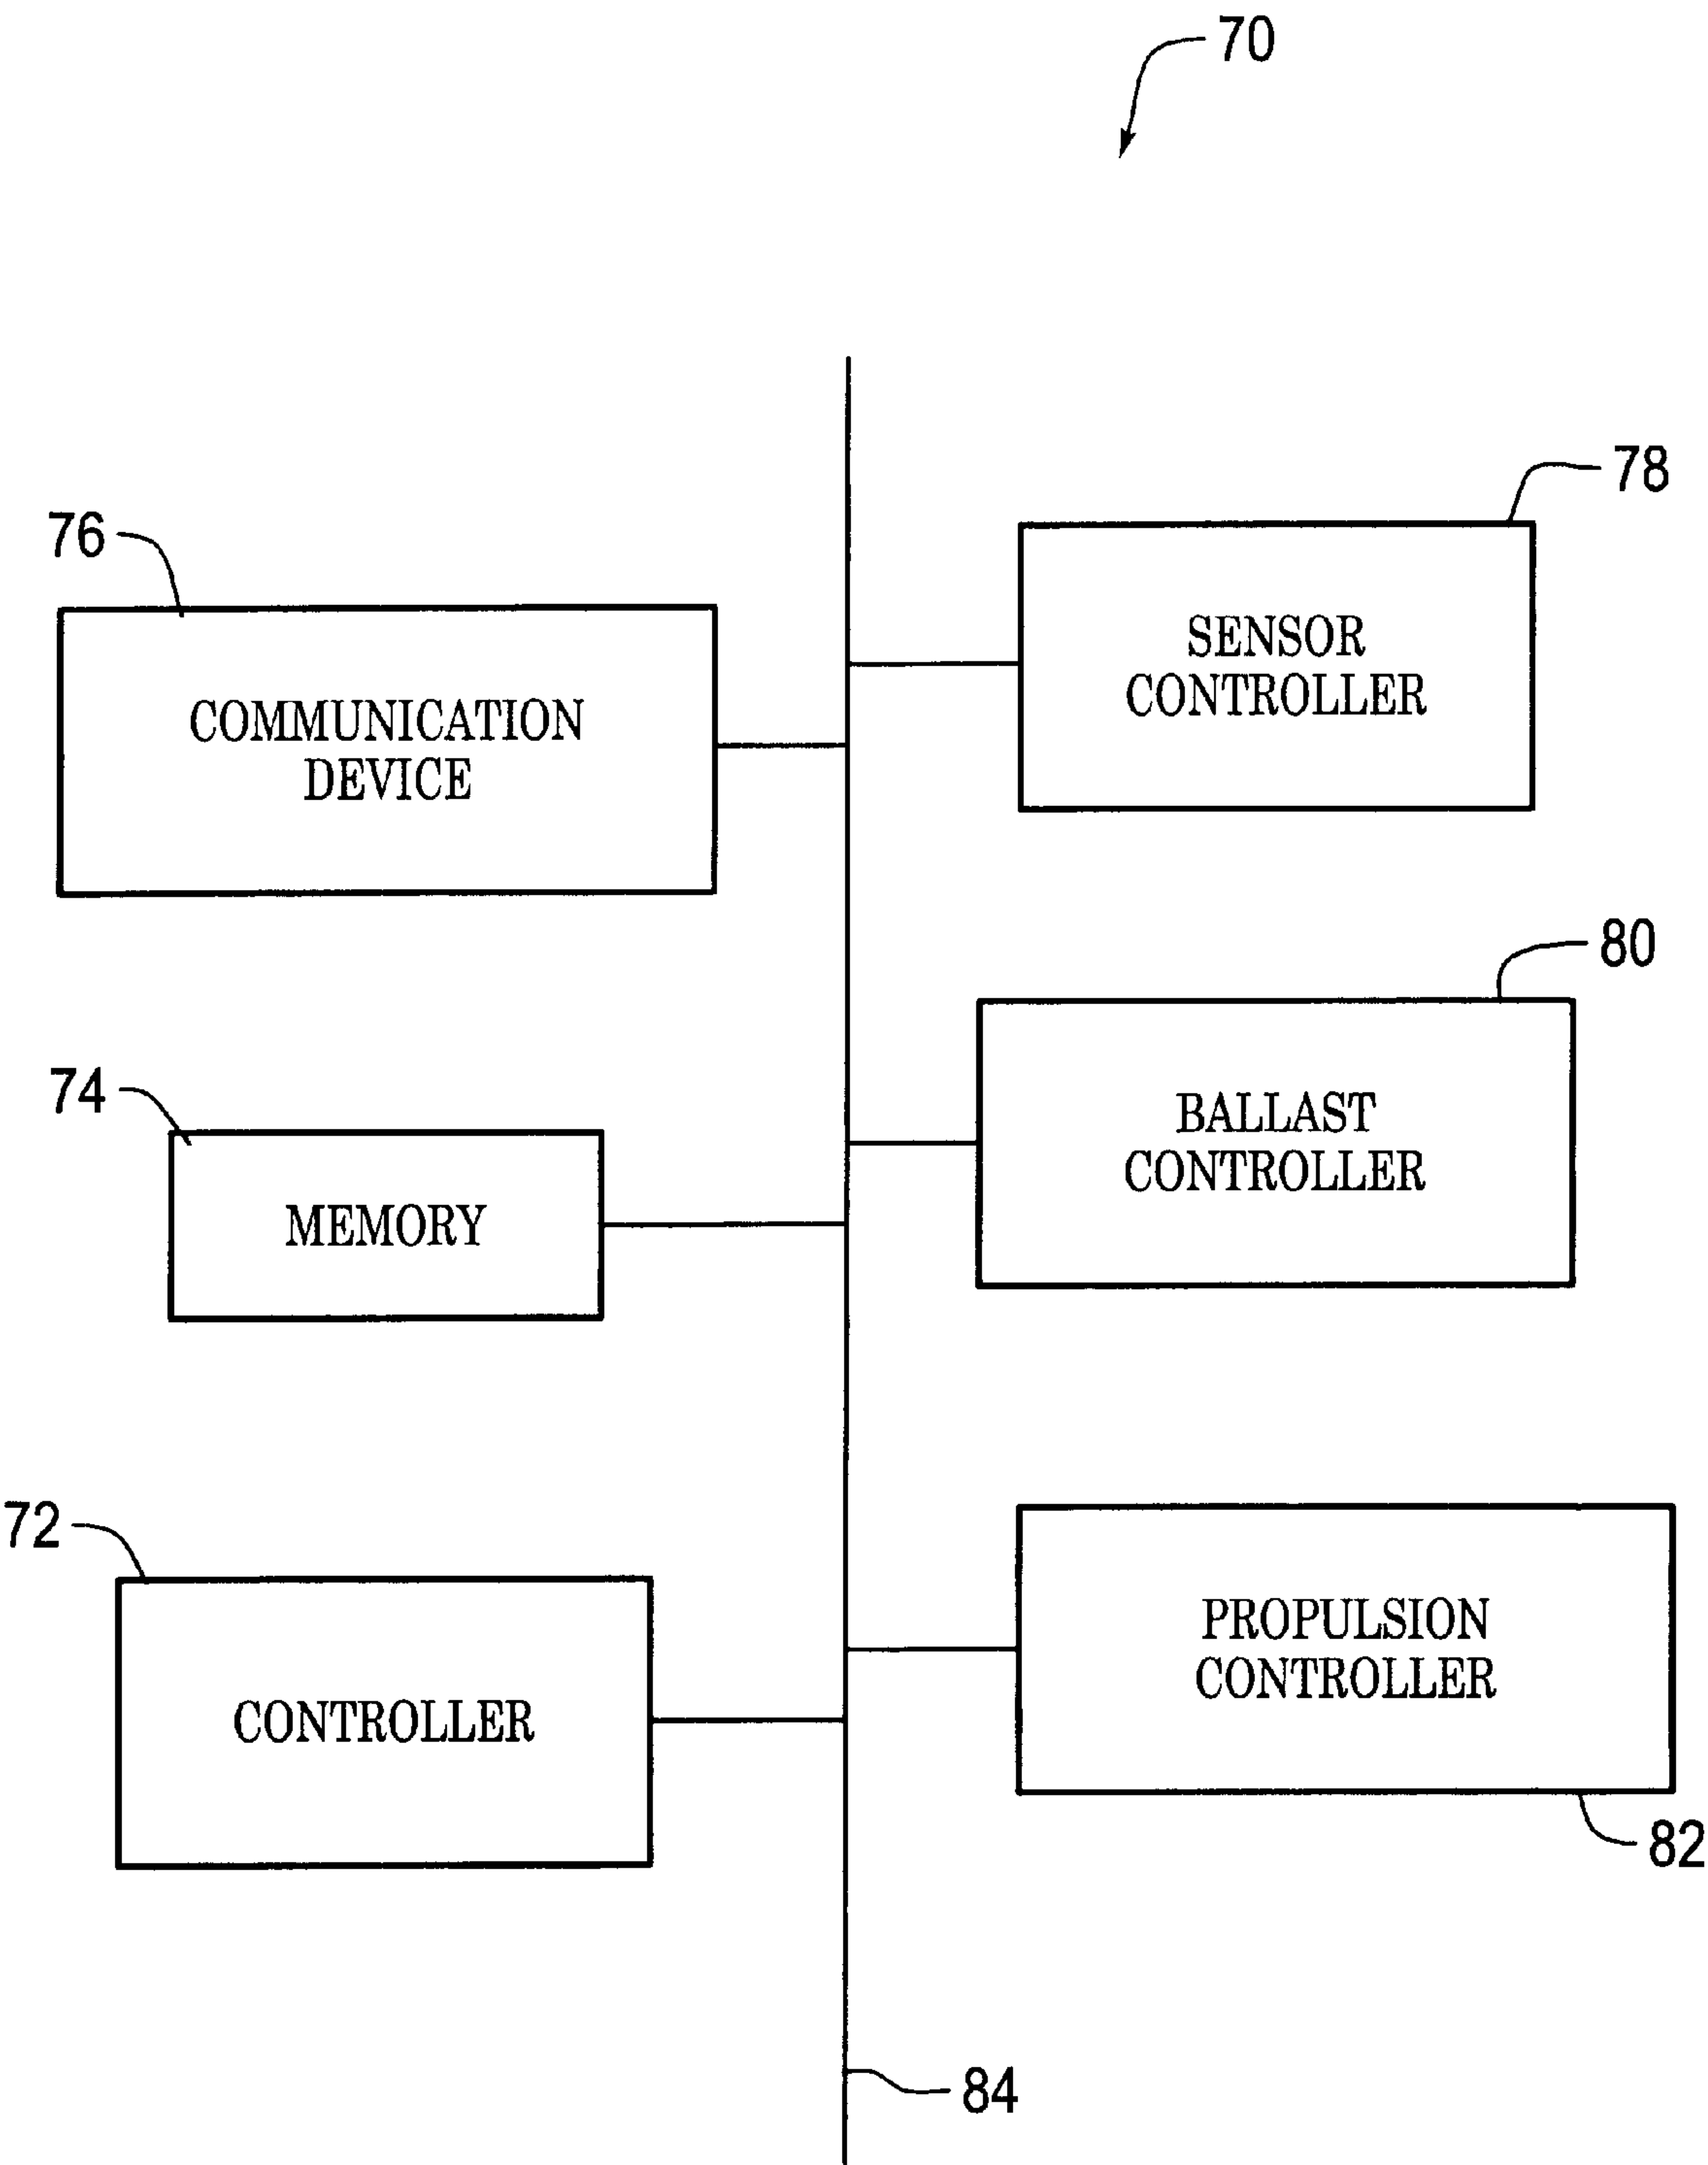 70
78
76
SENSOR
CONTROLLER
COMMUNICATION
DEVICE
80
74
BALLAST
CONTROLLER
MEMORY
72
PROPULSION
CONTROLLER
CONTROLLER
82
84